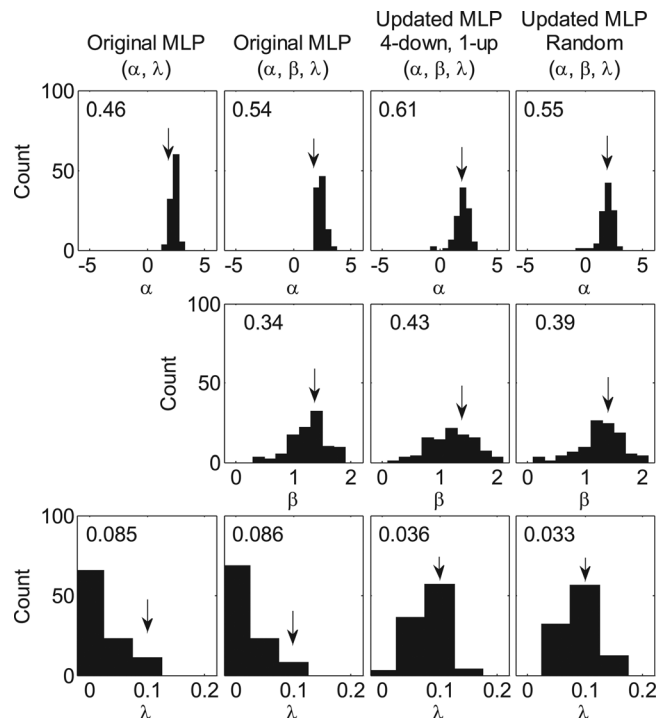 Original MLP
(α, λ)
Original MLP
(α, β, λ)
Updated MLP
4-down, 1-up
(α, β, λ)
Updated MLP
Random
(α, β, λ)
Count
100
50
0
0.46
-5 0 5
α
0.54
-5 0 5
α
0.61
-5 0 5
α
0.55
-5 0 5
α
Count
100
50
0
0.34
0 1 2
β
0.43
0 1 2
β
0.39
0 1 2
β
Count
100
50
0
0.085
0 0.1 0.2
λ
0.086
0 0.1 0.2
λ
0.036
0 0.1 0.2
λ
0.033
0 0.1 0.2
λ